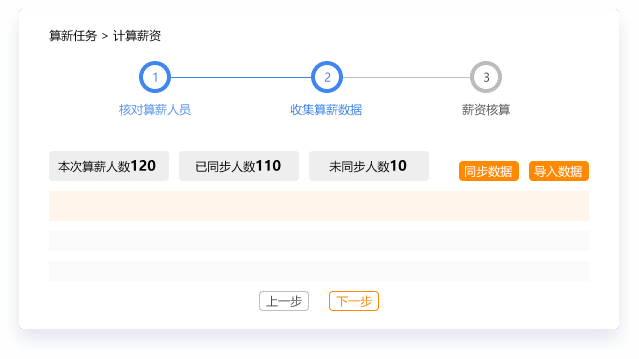 算新任务 > 计算薪资
1 2 3
核对算薪人员 收集算薪数据 薪资核算
本次算薪人数120 已同步人数110 未同步人数10 同步数据 导入数据
上一步 下一步